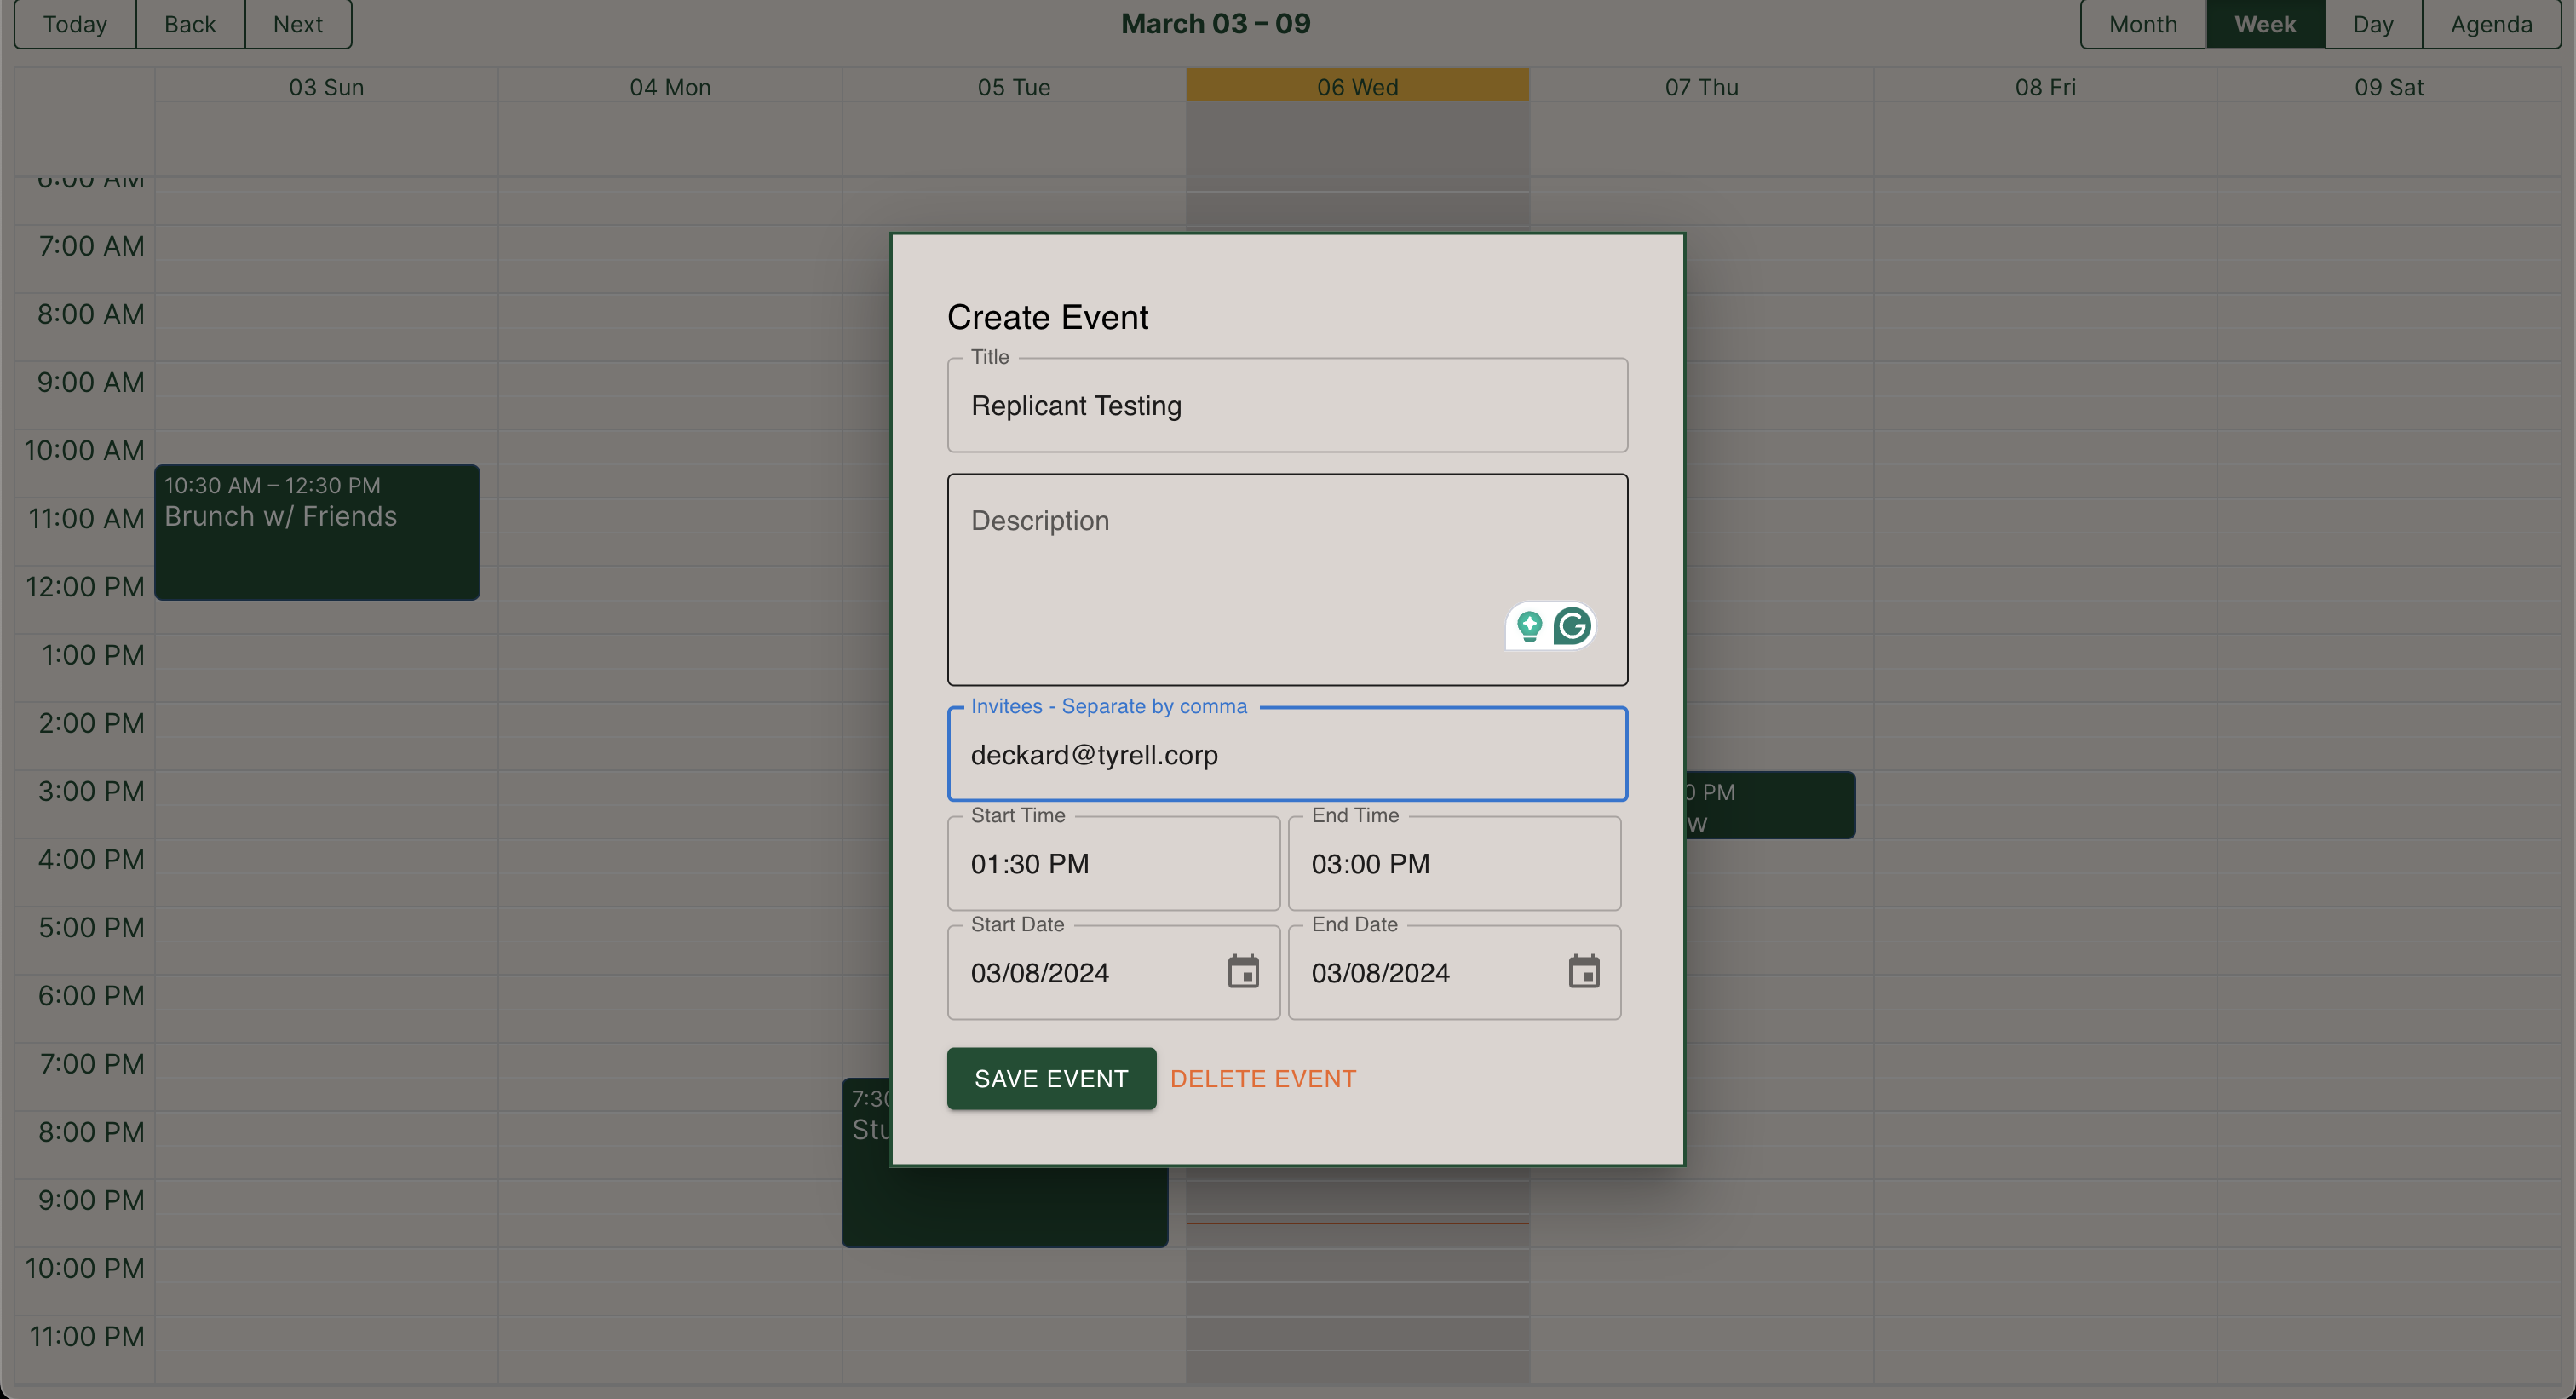 Today Back Next March 03 – 09 Month Week Day Agenda
03 Sun 04 Mon 05 Tue 06 Wed 07 Thu 08 Fri 09 Sat
6:00 AM
7:00 AM
8:00 AM
9:00 AM
10:00 AM
11:00 AM
12:00 PM
1:00 PM
2:00 PM
3:00 PM
4:00 PM
5:00 PM
6:00 PM
7:00 PM
8:00 PM
9:00 PM
10:00 PM
11:00 PM
10:30 AM – 12:30 PM
Brunch w/ Friends
7:30
Create Event
Title
Replicant Testing
Description
Invitees - Separate by comma
deckard@tyrell.corp
Start Time End Time
01:30 PM 03:00 PM
Start Date End Date
03/08/2024 03/08/2024
SAVE EVENT DELETE EVENT
PM